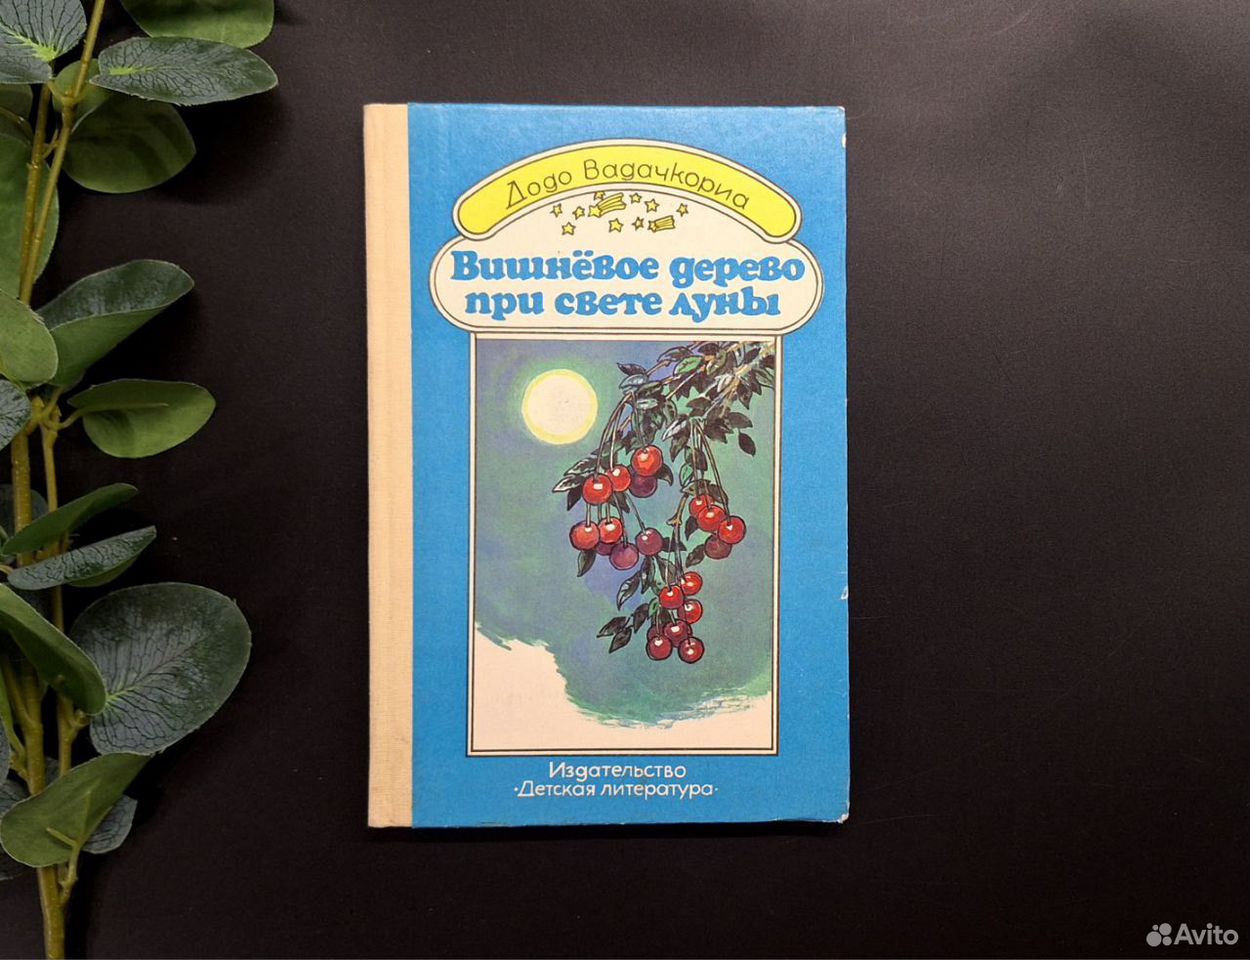 Додо Вадачкориа
Вишнёвое дерево
при свете луны
Издательство
·Детская литература·
Avito